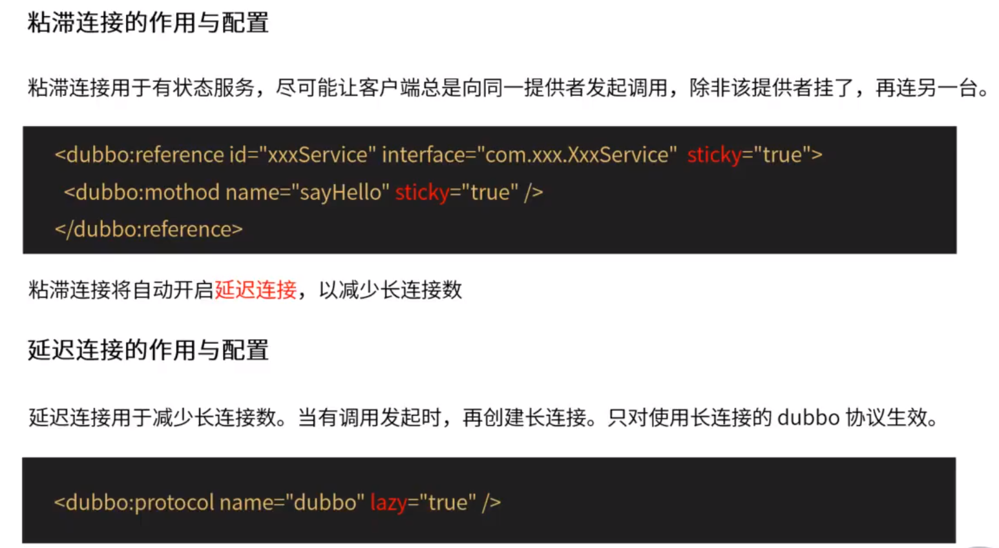 粘滞连接的作用与配置
粘滞连接用于有状态服务，尽可能让客户端总是向同一提供者发起调用，除非该提供者挂了，再连另一台。
<dubbo:reference id="xxxService" interface="com.xxx.XxxService" sticky="true">
<dubbo:mothod name="sayHello" sticky="true" />
</dubbo:reference>
粘滞连接将自动开启延迟连接，以减少长连接数
延迟连接的作用与配置
延迟连接用于减少长连接数。当有调用发起时，再创建长连接。只对使用长连接的 dubbo 协议生效。
<dubbo:protocol name="dubbo" lazy="true" />